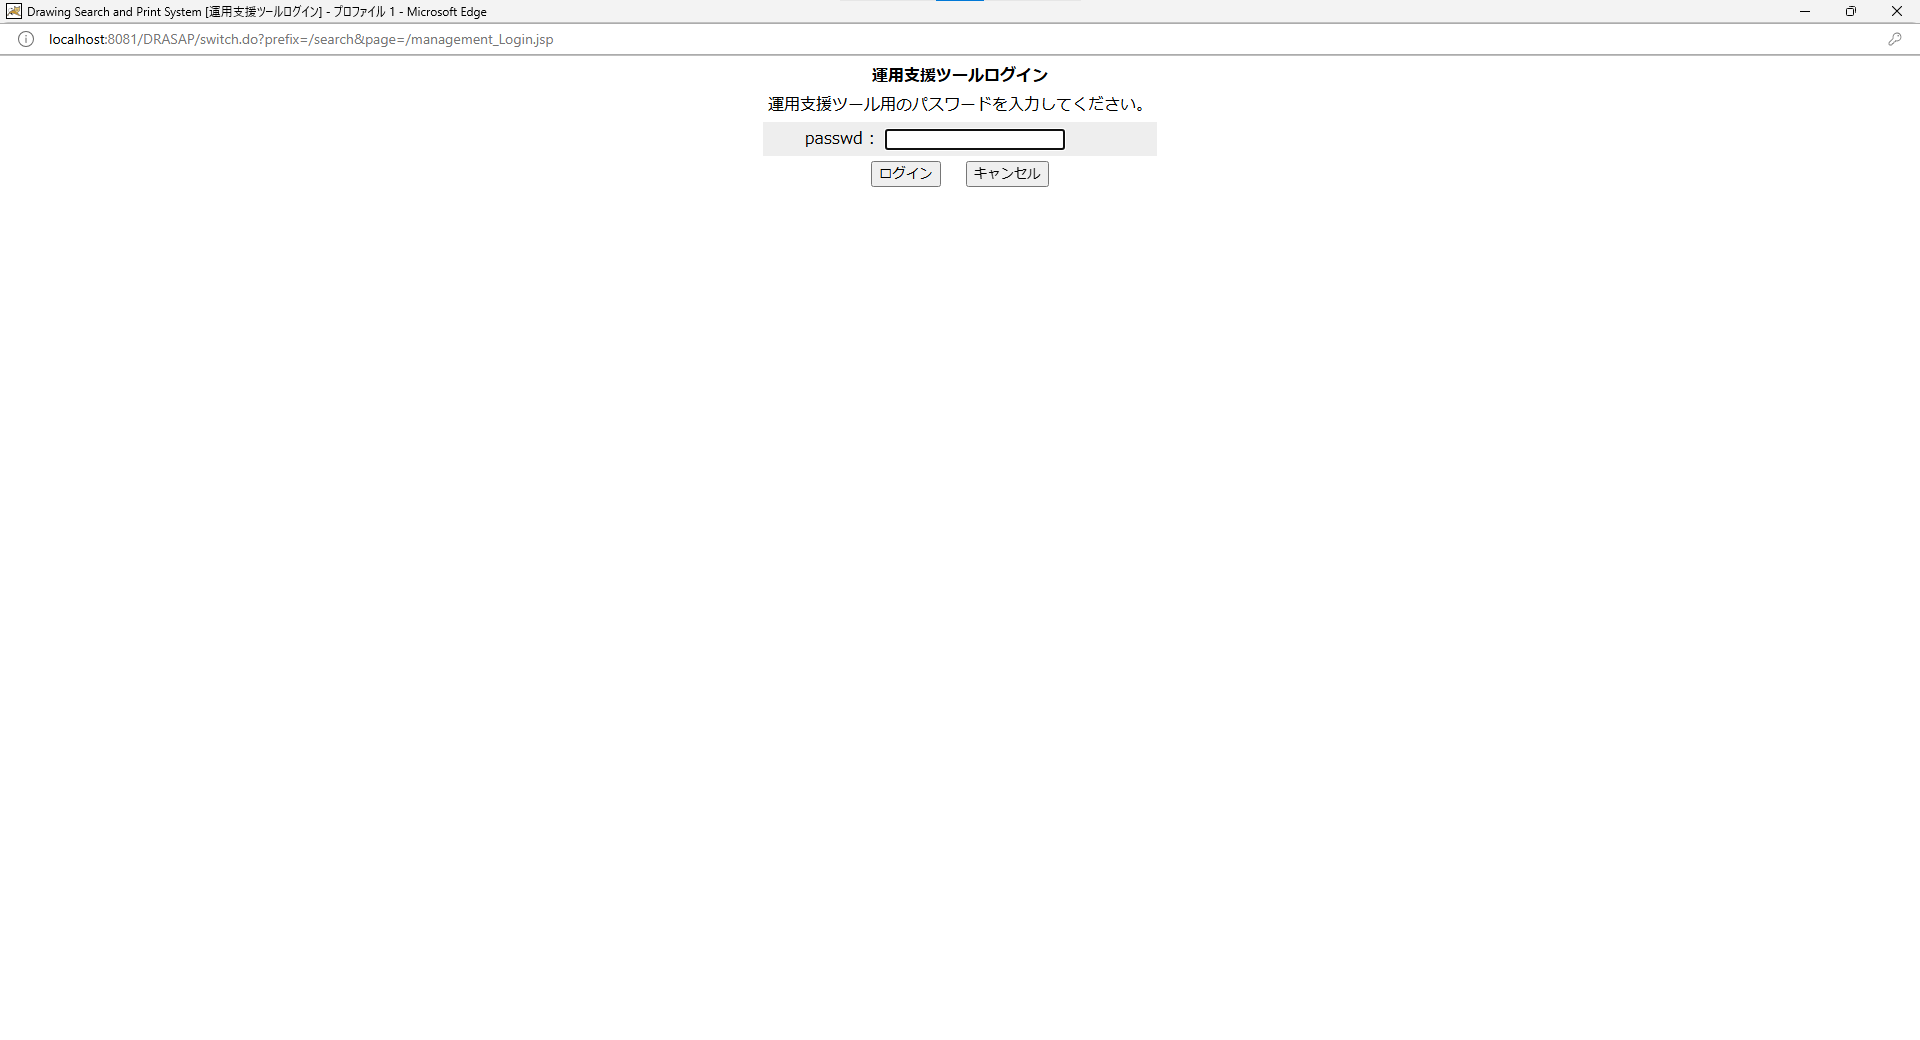 Drawing Search and Print System [運用支援ツールログイン] - プロファイル 1 - Microsoft Edge
localhost:8081/DRASAP/switch.do?prefix=/search&page=/management_Login.jsp
運用支援ツールログイン
運用支援ツール用のパスワードを入力してください。
passwd：
ログイン キャンセル